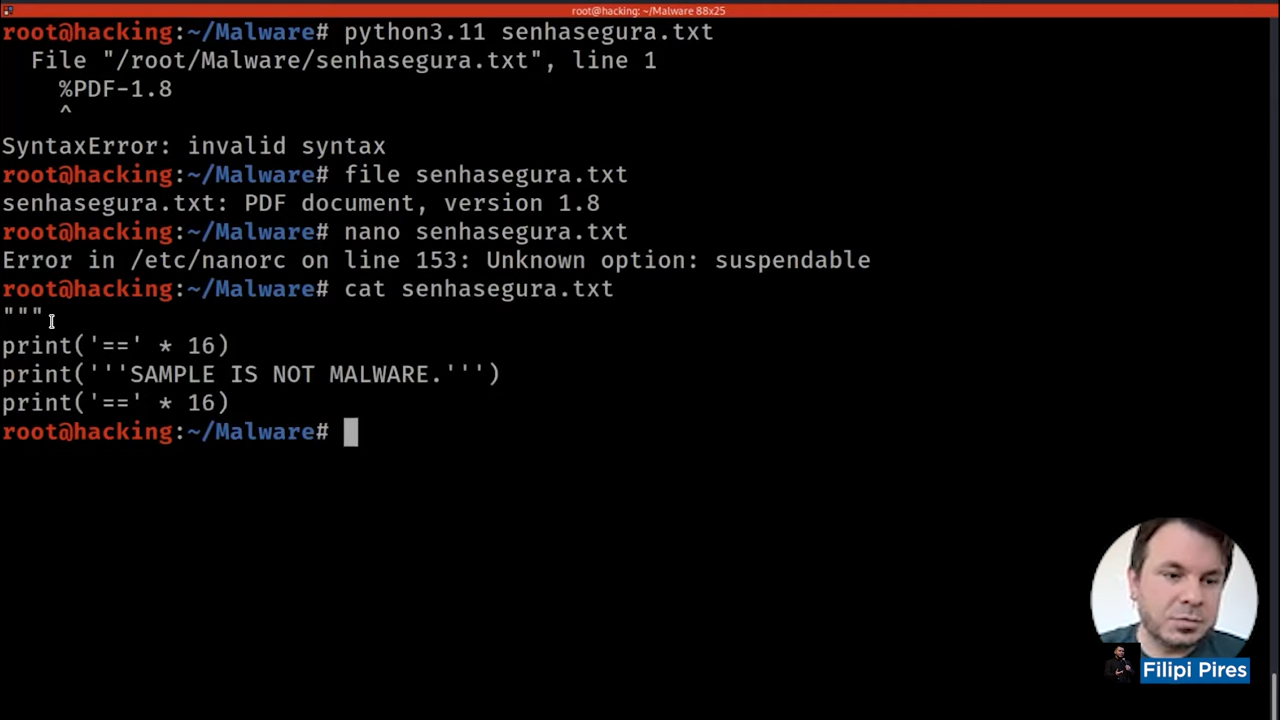 root@hacking: ~/Malware 88x25
root@hacking:~/Malware# python3.11 senhasegura.txt
  File "/root/Malware/senhasegura.txt", line 1
    %PDF-1.8
    ^
SyntaxError: invalid syntax
root@hacking:~/Malware# file senhasegura.txt
senhasegura.txt: PDF document, version 1.8
root@hacking:~/Malware# nano senhasegura.txt
Error in /etc/nanorc on line 153: Unknown option: suspendable
root@hacking:~/Malware# cat senhasegura.txt
"""
print('==' * 16)
print('''SAMPLE IS NOT MALWARE.''')
print('==' * 16)
root@hacking:~/Malware#
Filipi Pires